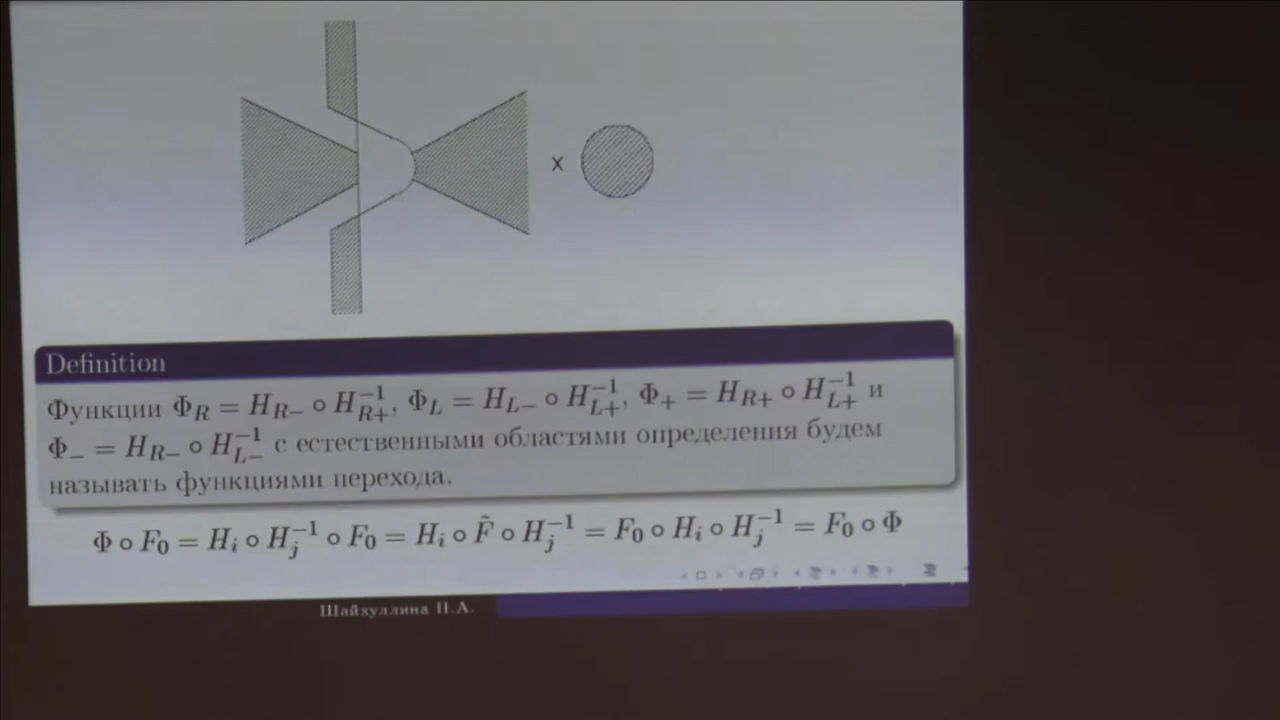 x
Definition
Функции Φ_R = H_{R−} ∘ H_{R+}^{−1}, Φ_L = H_{L−} ∘ H_{L+}^{−1}, Φ_+ = H_{R+} ∘ H_{L+}^{−1} и
Φ_− = H_{R−} ∘ H_{L−}^{−1} с естественными областями определения будем
называть функциями перехода.
Φ ∘ F_0 = H_i ∘ H_j^{−1} ∘ F_0 = H_i ∘ F̃ ∘ H_j^{−1} = F_0 ∘ H_i ∘ H_j^{−1} = F_0 ∘ Φ
Шайхуллина П.А.